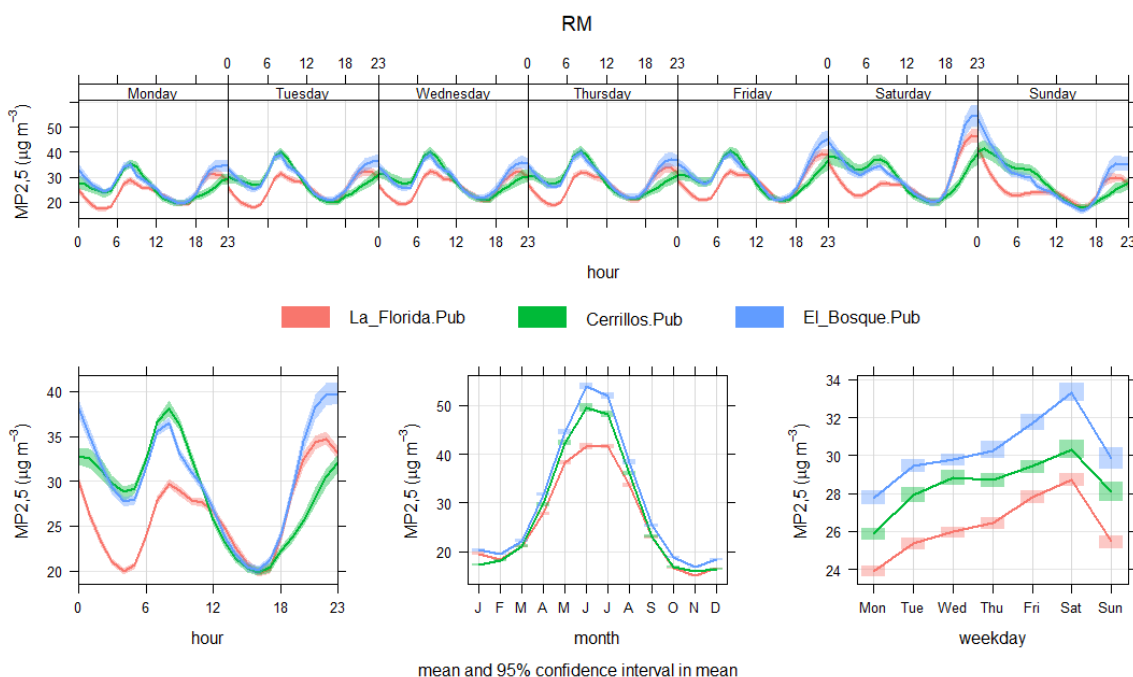 RM
0 6 12 18 23 0 6 12 18 23 0 6 12 18 23
Monday Tuesday Wednesday Thursday Friday Saturday Sunday
MP2,5 (µg m−3)
50
40
30
20
0 6 12 18 23 0 6 12 18 23 0 6 12 18 23 0 6 12 18 23
hour
La_Florida.Pub Cerrillos.Pub El_Bosque.Pub
MP2,5 (µg m−3)
40
35
30
25
20
0 6 12 18 23
hour
MP2,5 (µg m−3)
50
40
30
20
J F M A M J J A S O N D
month
MP2,5 (µg m−3)
34
32
30
28
26
24
Mon Tue Wed Thu Fri Sat Sun
weekday
mean and 95% confidence interval in mean